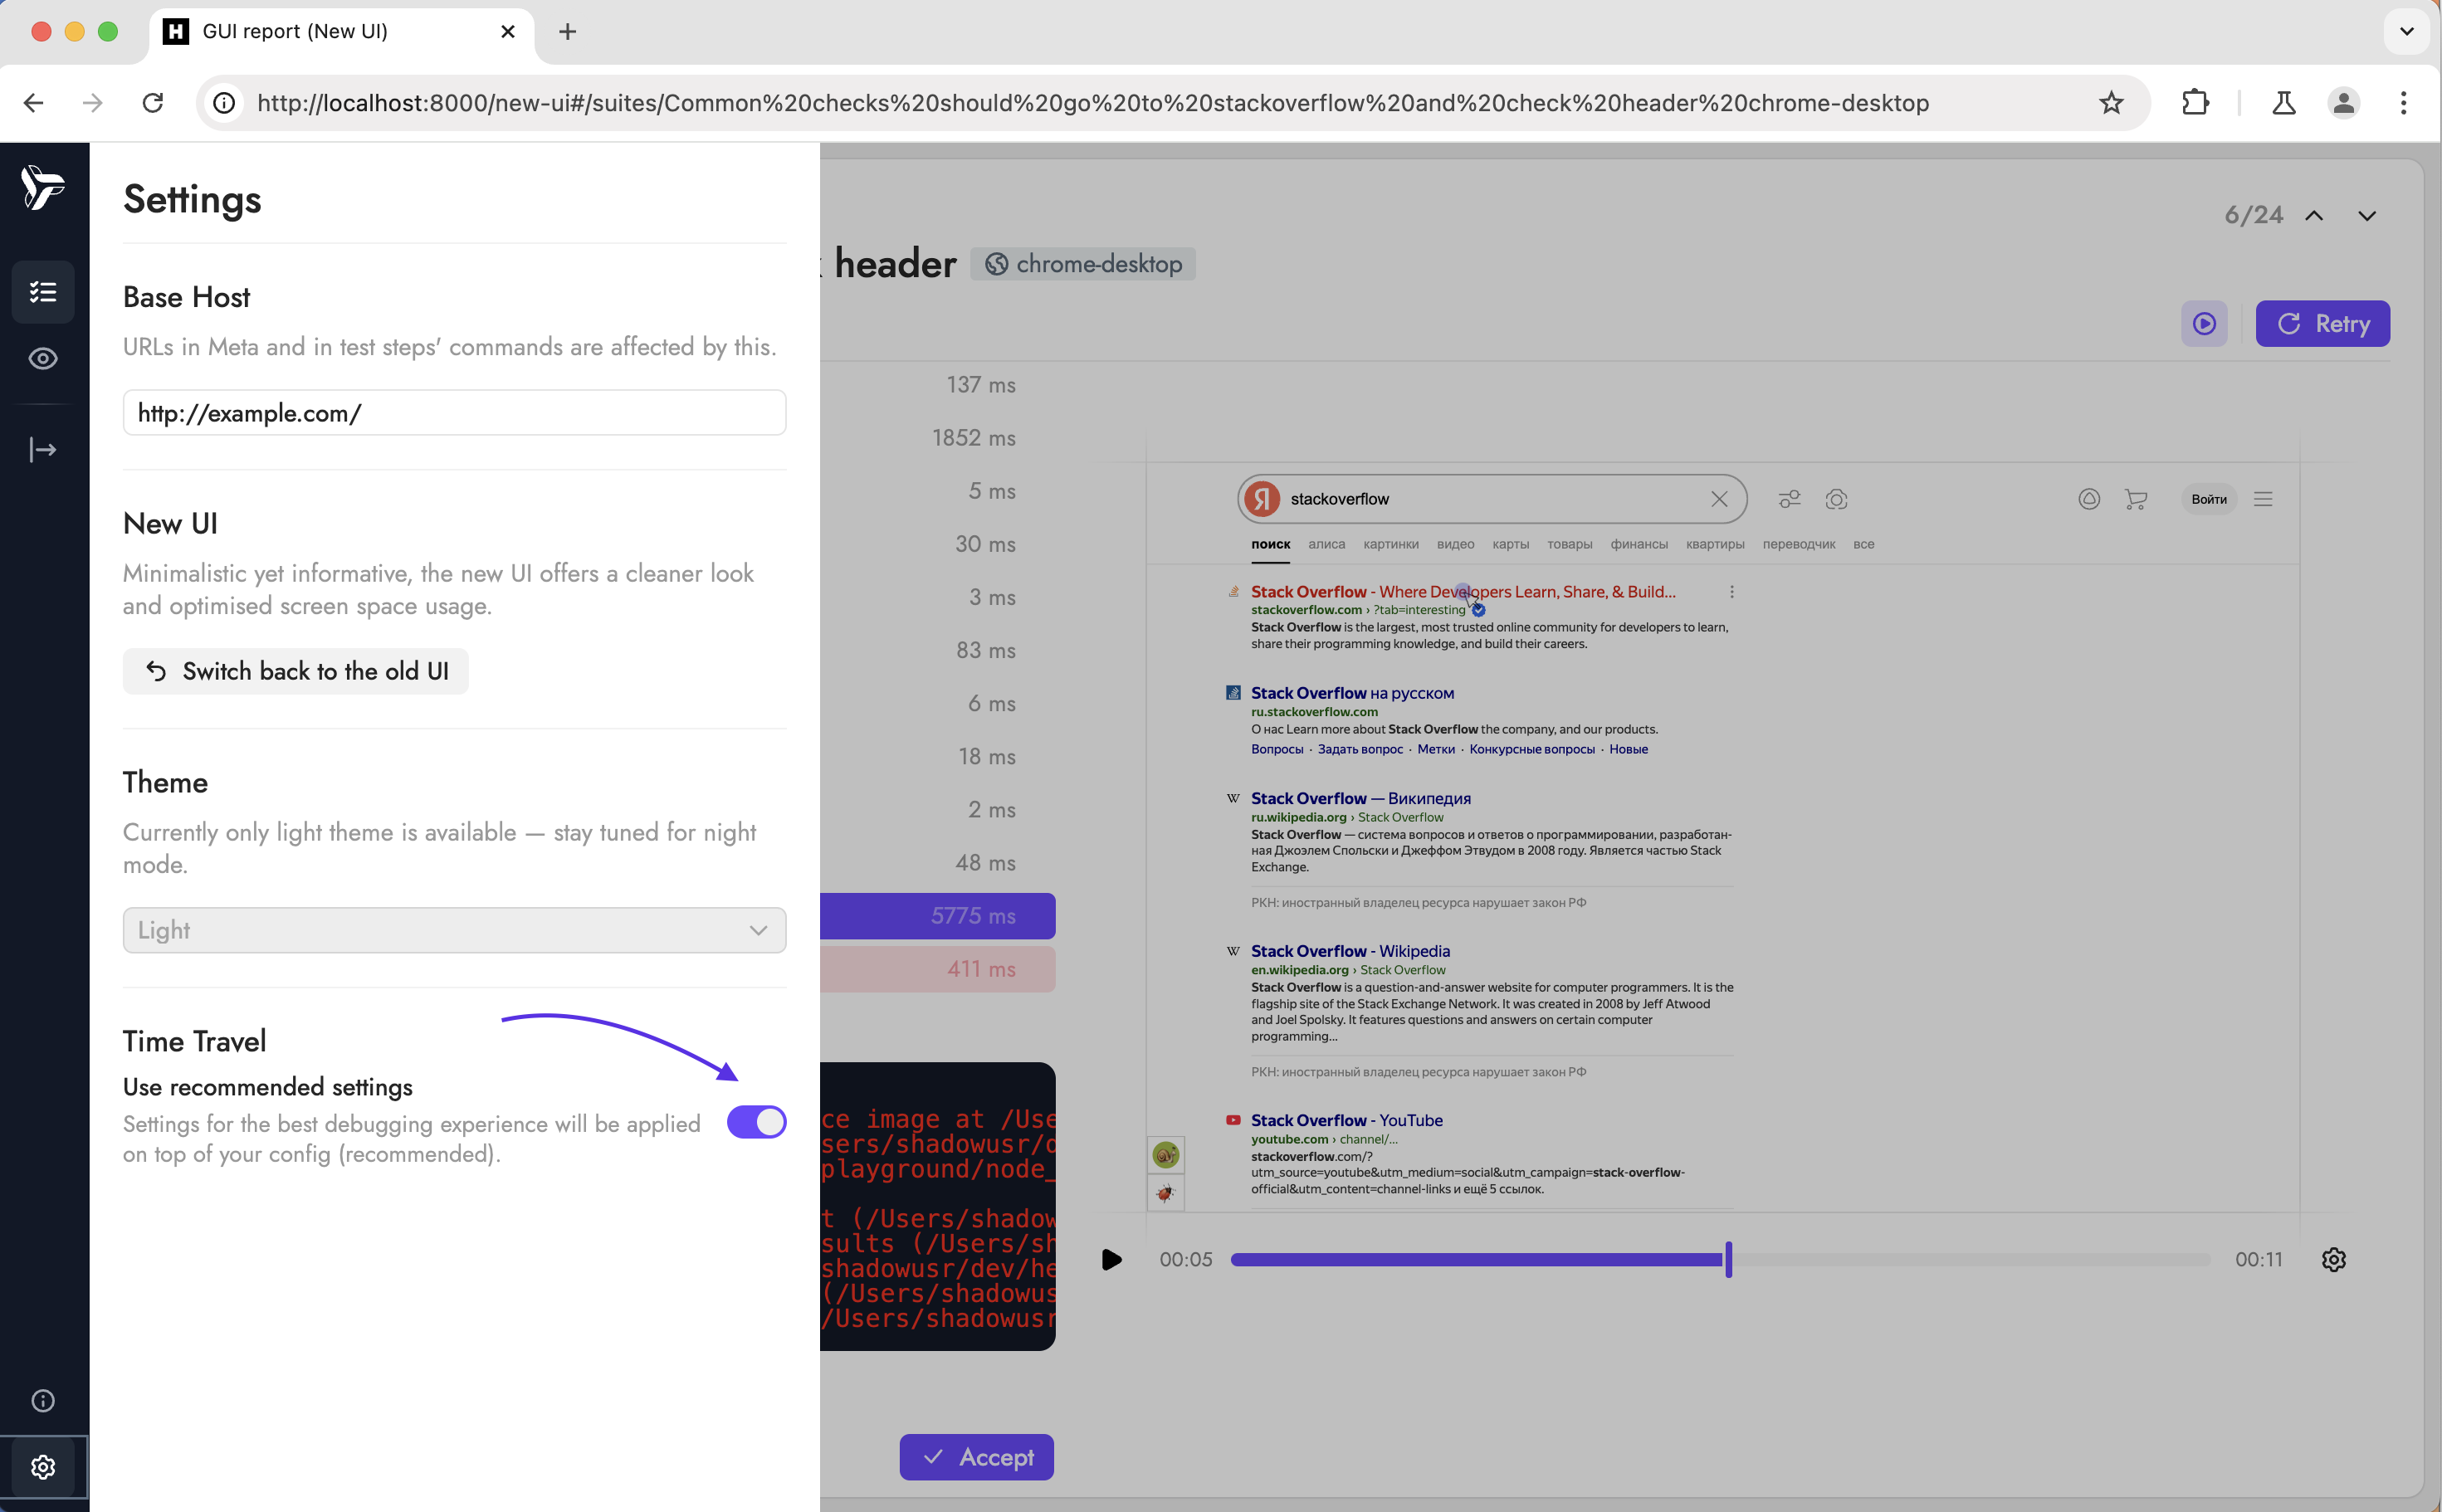 GUI report (New UI)
http://localhost:8000/new-ui#/suites/Common%20checks%20should%20go%20to%20stackoverflow%20and%20check%20header%20chrome-desktop
Settings
Base Host
URLs in Meta and in test steps' commands are affected by this.
http://example.com/
New UI
Minimalistic yet informative, the new UI offers a cleaner look
and optimised screen space usage.
Switch back to the old UI
Theme
Currently only light theme is available — stay tuned for night
mode.
Light
Time Travel
Use recommended settings
Settings for the best debugging experience will be applied
on top of your config (recommended).
6/24
header
chrome-desktop
Retry
137 ms
1852 ms
5 ms
30 ms
3 ms
83 ms
6 ms
18 ms
2 ms
48 ms
5775 ms
411 ms
ce image at /Use
sers/shadowusr/d
playground/node_
t (/Users/shadow
sults (/Users/sh
shadowusr/dev/he
(/Users/shadowus
/Users/shadowusr
Accept
Я stackoverflow
Войти
поиск алиса картинки видео карты товары финансы квартиры переводчик все
Stack Overflow - Where Developers Learn, Share, & Build...
stackoverflow.com › ?tab=interesting
Stack Overflow is the largest, most trusted online community for developers to learn,
share their programming knowledge, and build their careers.
Stack Overflow на русском
ru.stackoverflow.com
О нас Learn more about Stack Overflow the company, and our products.
Вопросы · Задать вопрос · Метки · Конкурсные вопросы · Новые
W Stack Overflow — Википедия
ru.wikipedia.org › Stack Overflow
Stack Overflow — система вопросов и ответов о программировании, разработан-
ная Джоэлем Спольски и Джеффом Этвудом в 2008 году. Является частью Stack
Exchange.
РКН: иностранный владелец ресурса нарушает закон РФ
W Stack Overflow - Wikipedia
en.wikipedia.org › Stack Overflow
Stack Overflow is a question-and-answer website for computer programmers. It is the
flagship site of the Stack Exchange Network. It was created in 2008 by Jeff Atwood
and Joel Spolsky. It features questions and answers on certain computer
programming...
РКН: иностранный владелец ресурса нарушает закон РФ
Stack Overflow - YouTube
youtube.com › channel/...
stackoverflow.com/?
utm_source=youtube&utm_medium=social&utm_campaign=stack-overflow-
official&utm_content=channel-links и ещё 5 ссылок.
00:05
00:11